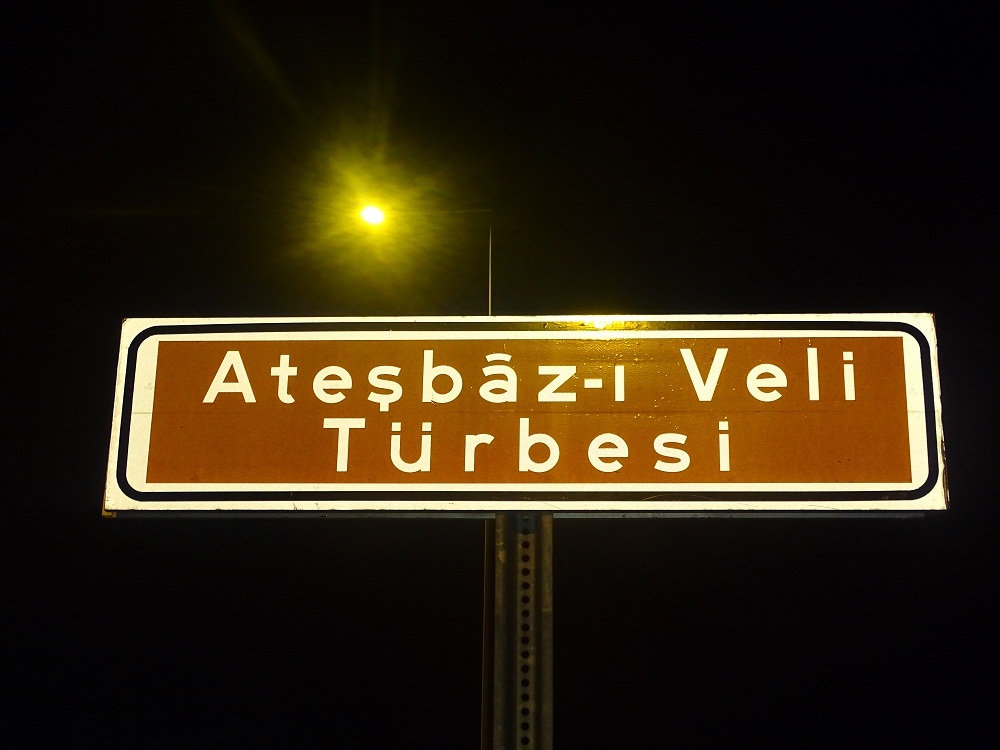 Ateşbâz-ı Veli
Türbesi